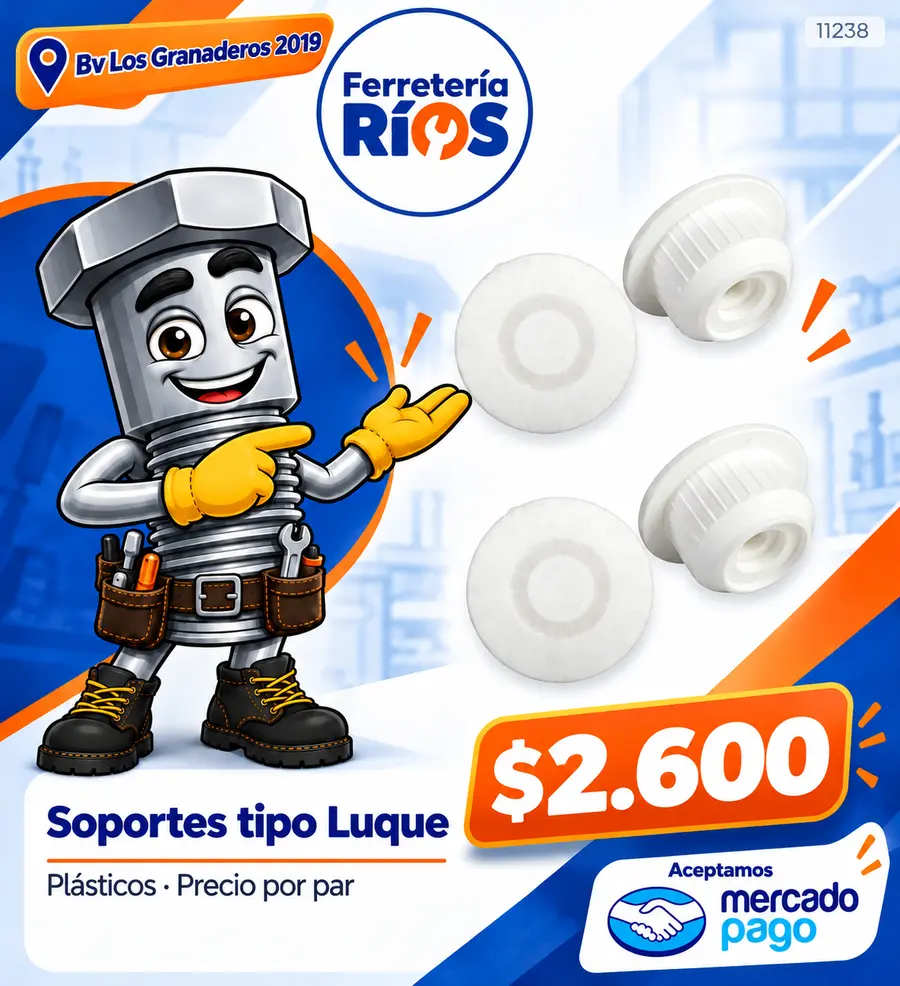 Bv Los Granaderos 2019
11238
Ferretería
RÍOS
$2.600
Soportes tipo Luque
Plásticos · Precio por par
Aceptamos
mercado
pago